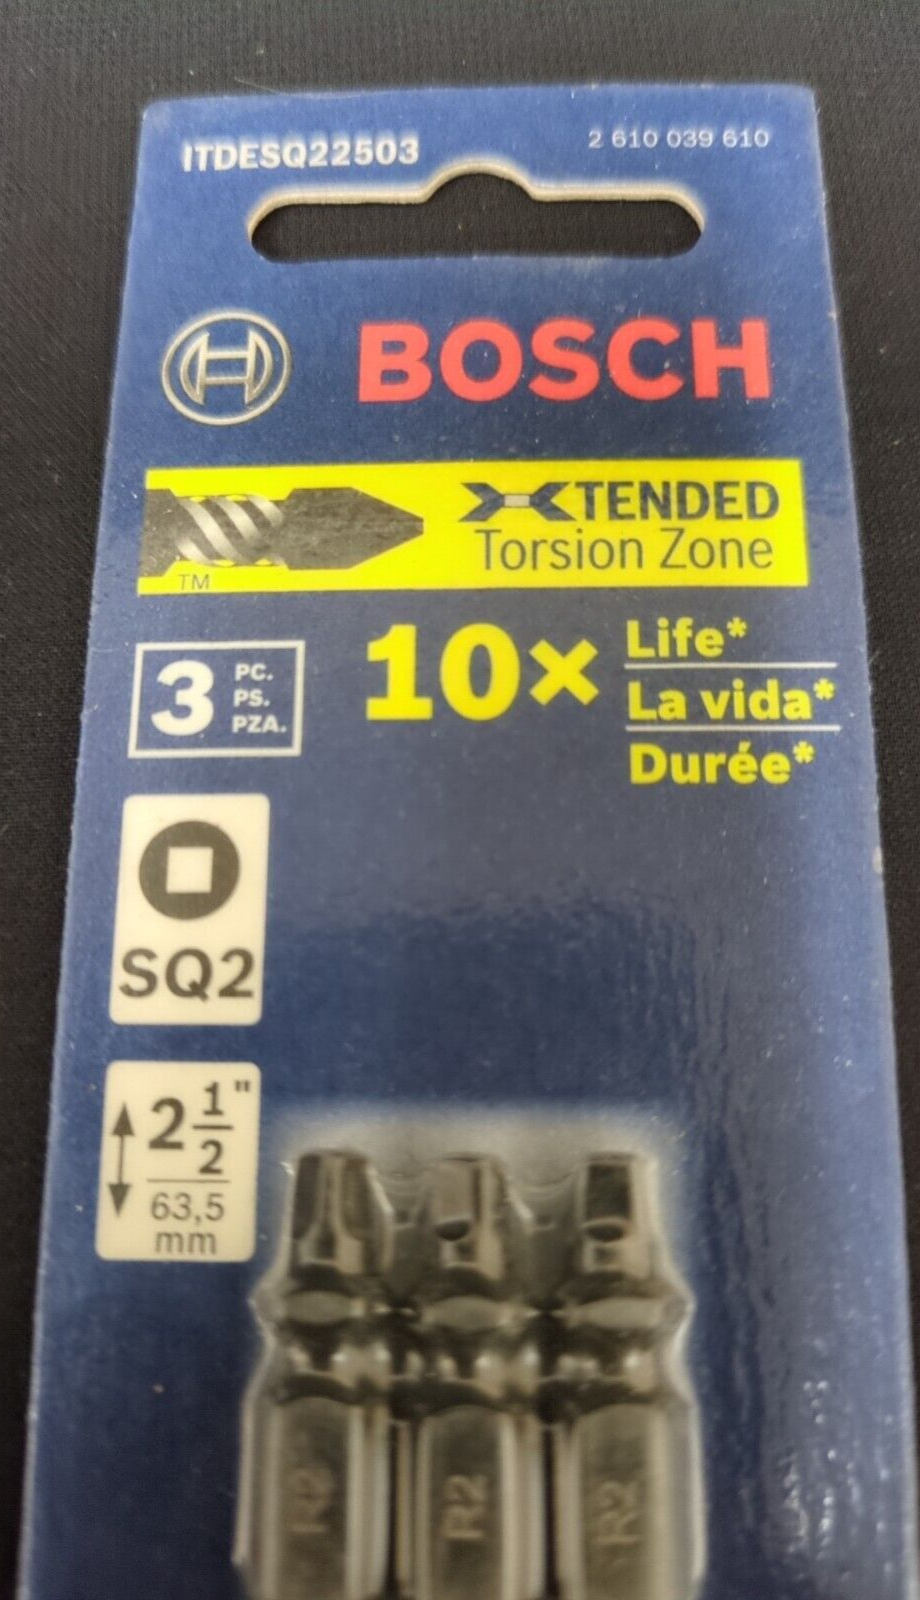 ITDESQ22503
2 610 039 610
BOSCH
XTENDED
Torsion Zone
TM
3
PC.
PS.
PZA.
10×
Life*
La vida*
Durée*
SQ2
2 1/2"
63,5
mm
R2
R2
R2